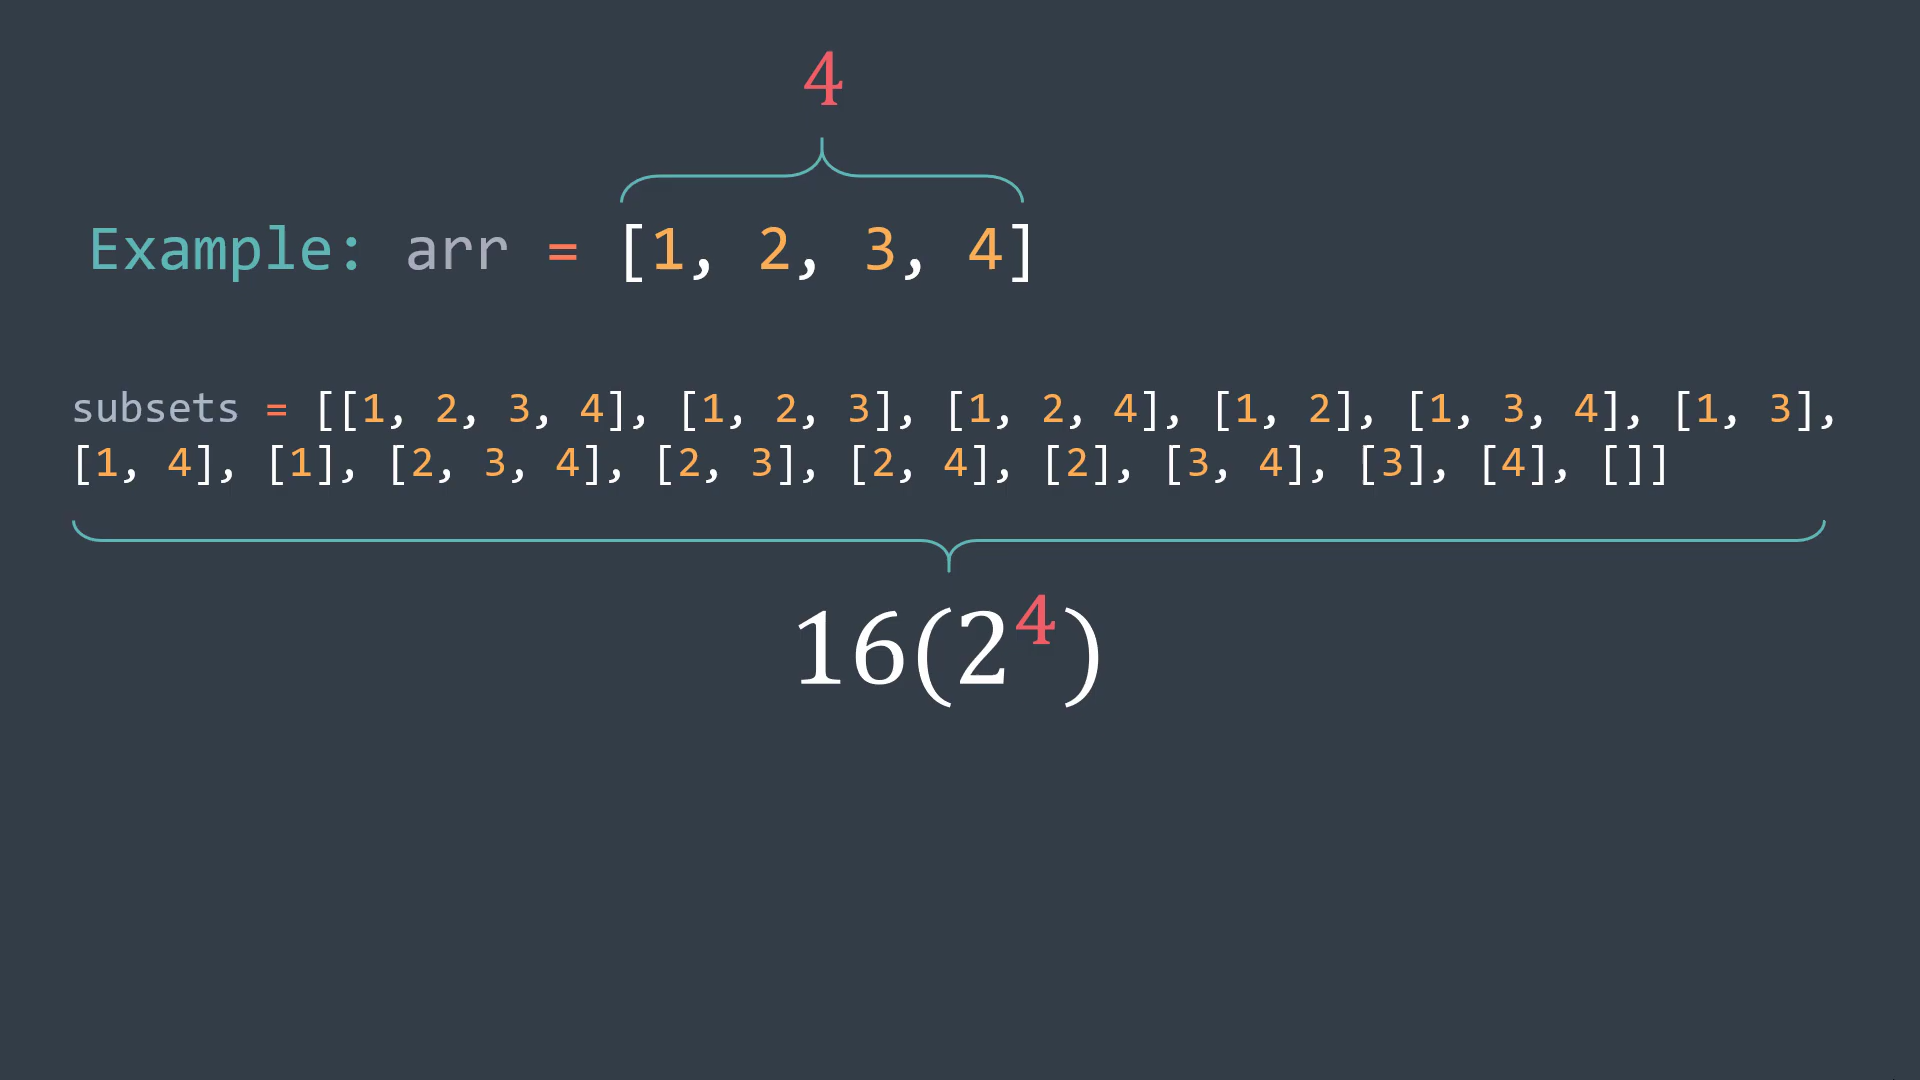 4
Example: arr = [1, 2, 3, 4]
subsets = [[1, 2, 3, 4], [1, 2, 3], [1, 2, 4], [1, 2], [1, 3, 4], [1, 3],
[1, 4], [1], [2, 3, 4], [2, 3], [2, 4], [2], [3, 4], [3], [4], []]
16(2⁴)